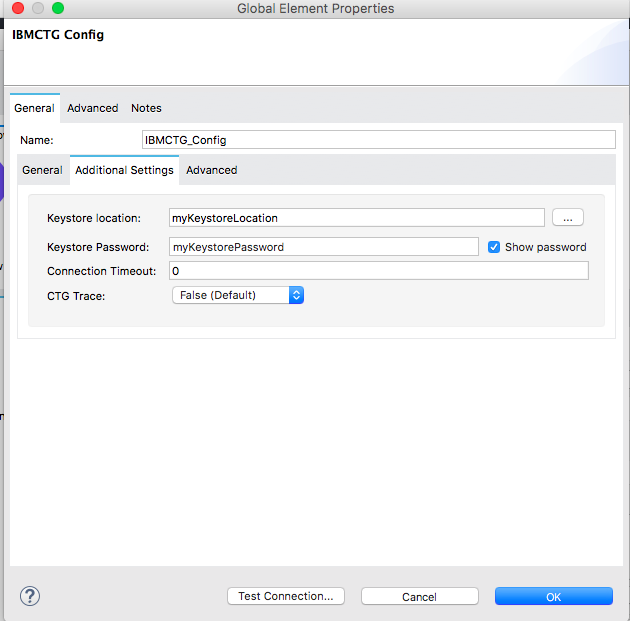 Global Element Properties
IBMCTG Config
General Advanced Notes
Name: IBMCTG_Config
General Additional Settings Advanced
Keystore location: myKeystoreLocation ...
Keystore Password: myKeystorePassword Show password
Connection Timeout: 0
CTG Trace: False (Default)
? Test Connection... Cancel OK